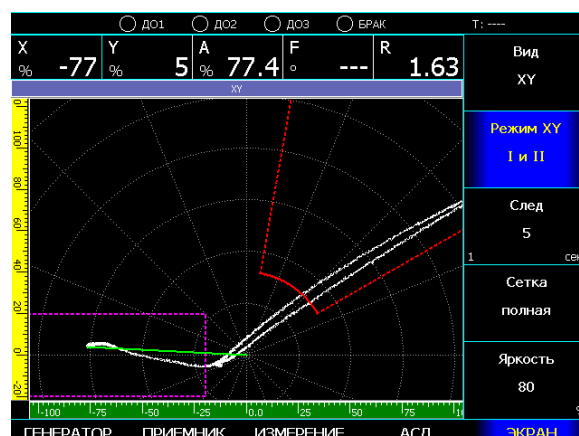 ДО1 ДО2 ДО3 БРАК T: ----
X Y A F R
% -77 % 5 % 77.4 ° --- 1.63
XY
Вид
XY
Режим XY
I и II
След
5
1 сек
Сетка
полная
Яркость
80
100
80
60
40
20
0
-20
-100 -75 -50 -25 0.0 25 50 75
ГЕНЕРАТОР ПРИЕМНИК ИЗМЕРЕНИЕ АСД ЭКРАН